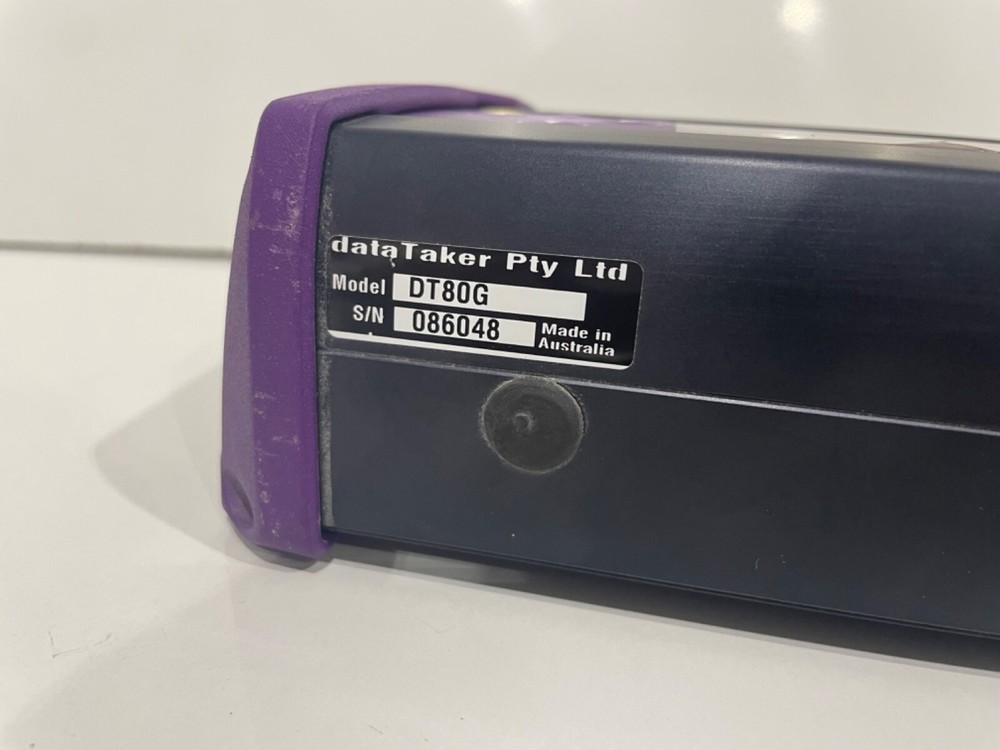 dataTaker Pty Ltd
Model DT80G
S/N 086048 Made in
Australia